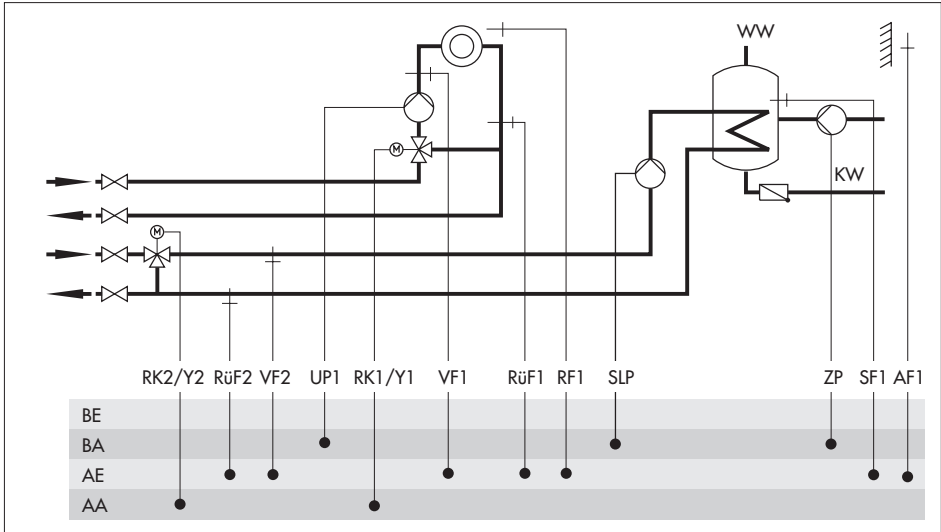 WW
M
KW
M
RK2/Y2 RüF2 VF2 UP1 RK1/Y1 VF1 RüF1 RF1 SLP ZP SF1 AF1
BE
BA
AE
AA